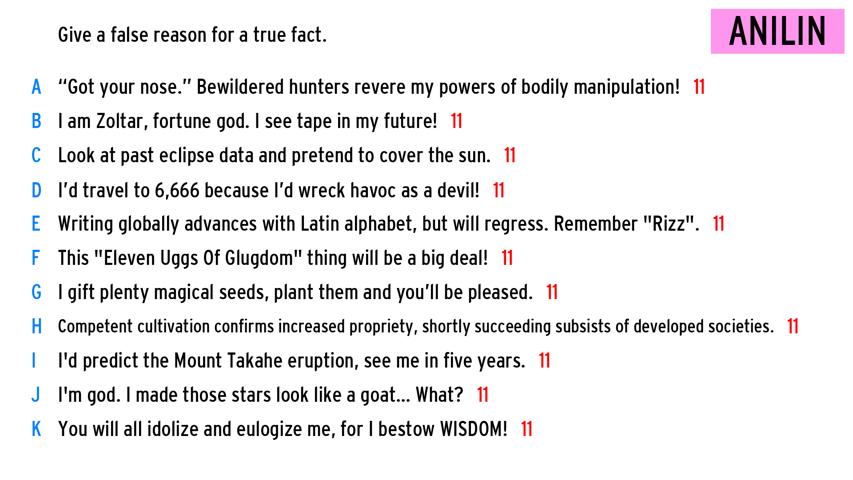 Give a false reason for a true fact.
ANILIN
A “Got your nose.” Bewildered hunters revere my powers of bodily manipulation! 11
B I am Zoltar, fortune god. I see tape in my future! 11
C Look at past eclipse data and pretend to cover the sun. 11
D I’d travel to 6,666 because I’d wreck havoc as a devil! 11
E Writing globally advances with Latin alphabet, but will regress. Remember "Rizz". 11
F This "Eleven Uggs Of Glugdom" thing will be a big deal! 11
G I gift plenty magical seeds, plant them and you’ll be pleased. 11
H Competent cultivation confirms increased propriety, shortly succeeding subsists of developed societies. 11
I I'd predict the Mount Takahe eruption, see me in five years. 11
J I'm god. I made those stars look like a goat... What? 11
K You will all idolize and eulogize me, for I bestow WISDOM! 11